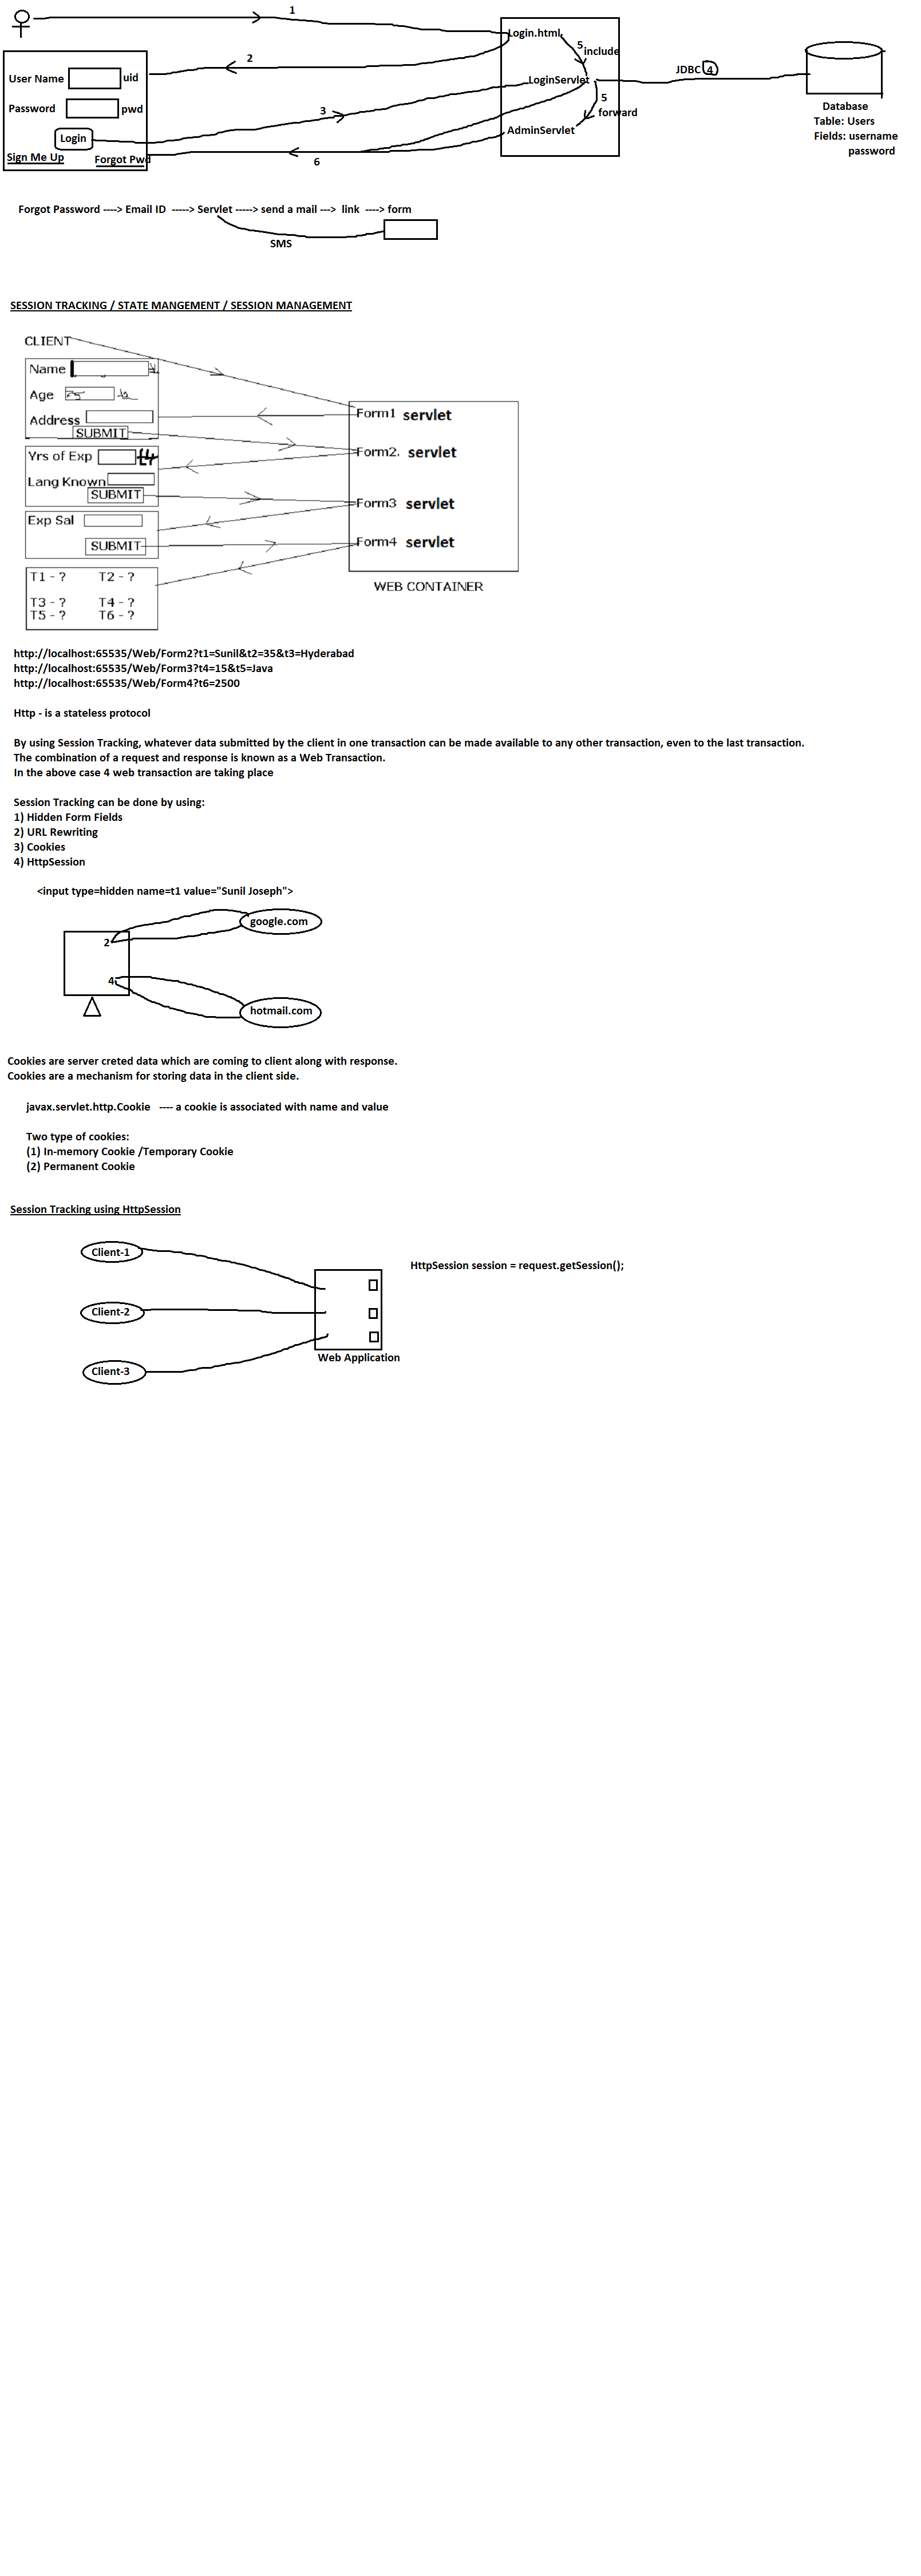 1
Login.html
5
include
2
User Name uid
LoginServlet
JDBC 4
Password pwd
3
5
forward
Database
Table: Users
Fields: username
password
Login
AdminServlet
Sign Me Up Forgot Pwd
6
Forgot Password ----> Email ID -----> Servlet -----> send a mail ---> link ----> form
SMS
SESSION TRACKING / STATE MANGEMENT / SESSION MANAGEMENT
CLIENT
Name
Age
Address
SUBMIT
Form1 servlet
Yrs of Exp t4
Form2. servlet
Lang Known
SUBMIT
Form3 servlet
Exp Sal
SUBMIT
Form4 servlet
T1 - ? T2 - ?
T3 - ? T4 - ?
T5 - ? T6 - ?
WEB CONTAINER
http://localhost:65535/Web/Form2?t1=Sunil&t2=35&t3=Hyderabad
http://localhost:65535/Web/Form3?t4=15&t5=Java
http://localhost:65535/Web/Form4?t6=2500
Http - is a stateless protocol
By using Session Tracking, whatever data submitted by the client in one transaction can be made available to any other transaction, even to the last transaction.
The combination of a request and response is known as a Web Transaction.
In the above case 4 web transaction are taking place
Session Tracking can be done by using:
1) Hidden Form Fields
2) URL Rewriting
3) Cookies
4) HttpSession
<input type=hidden name=t1 value="Sunil Joseph">
google.com
2
4
hotmail.com
Cookies are server creted data which are coming to client along with response.
Cookies are a mechanism for storing data in the client side.
javax.servlet.http.Cookie ---- a cookie is associated with name and value
Two type of cookies:
(1) In-memory Cookie /Temporary Cookie
(2) Permanent Cookie
Session Tracking using HttpSession
Client-1
HttpSession session = request.getSession();
Client-2
Web Application
Client-3